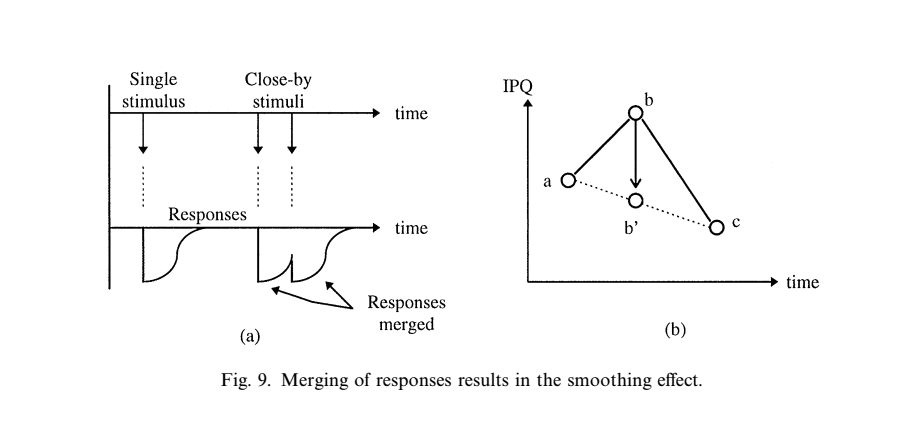 Single
stimulus
Close-by
stimuli
time
Responses
time
Responses
merged
(a)
IPQ
b
a
b’
c
time
(b)
Fig. 9. Merging of responses results in the smoothing effect.